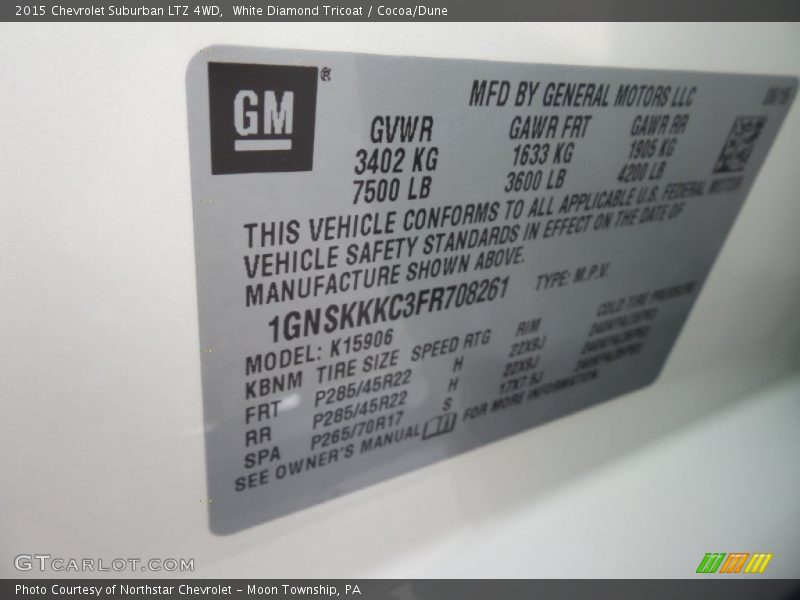 2015 Chevrolet Suburban LTZ 4WD, White Diamond Tricoat / Cocoa/Dune
GM ®
MFD BY GENERAL MOTORS LLC
GVWR GAWR FRT GAWR RR
3402 KG 1633 KG 1905 KG
7500 LB 3600 LB 4200 LB
THIS VEHICLE CONFORMS TO ALL APPLICABLE U.S. FEDERAL MOTOR
VEHICLE SAFETY STANDARDS IN EFFECT ON THE DATE OF
MANUFACTURE SHOWN ABOVE.
1GNSKKKC3FR708261 TYPE: M.P.V.
MODEL: K15906
KBNM TIRE SIZE SPEED RTG RIM COLD TIRE PRESSURE
FRT P285/45R22 H 22X9J
RR P285/45R22 H 22X9J
SPA P265/70R17 S 17X7.5J
SEE OWNER'S MANUAL FOR MORE INFORMATION
GTCARLOT.COM
Photo Courtesy of Northstar Chevrolet - Moon Township, PA